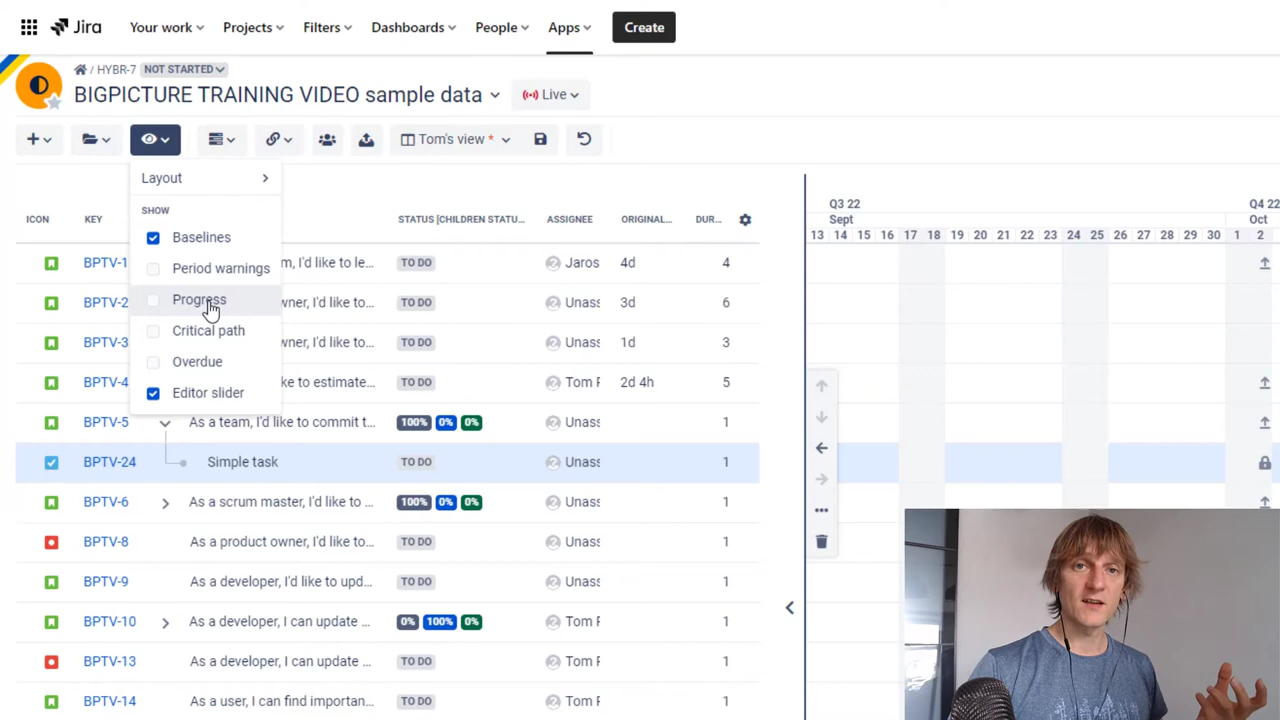 Jira Your work Projects Filters Dashboards People Apps Create
/ HYBR-7 NOT STARTED
BIGPICTURE TRAINING VIDEO sample data Live
Tom's view *
Layout
SHOW
Baselines
Period warnings
Progress
Critical path
Overdue
Editor slider
Q3 22 Q4 22
Sept Oct
ICON KEY STATUS [CHILDREN STATU... ASSIGNEE ORIGINAL... DUR...
13 14 15 16 17 18 19 20 21 22 23 24 25 26 27 28 29 30 1 2
BPTV-1 m, I'd like to le... TO DO Jaros 4d 4
BPTV-2 wner, I'd like to... TO DO Unass 3d 6
BPTV-3 wner, I'd like to... TO DO Unass 1d 3
BPTV-4 ke to estimate... TO DO Tom F 2d 4h 5
BPTV-5 As a team, I'd like to commit t... 100% 0% 0% Unass 1
BPTV-24 Simple task TO DO Unass 1
BPTV-6 As a scrum master, I'd like to ... 100% 0% 0% Unass 1
BPTV-8 As a product owner, I'd like to... TO DO Unass 1
BPTV-9 As a developer, I'd like to upd... TO DO Unass 1
BPTV-10 As a developer, I can update ... 0% 100% 0% Tom F 1
BPTV-13 As a developer, I can update ... TO DO Tom F 1
BPTV-14 As a user, I can find importan... TO DO Tom F 1